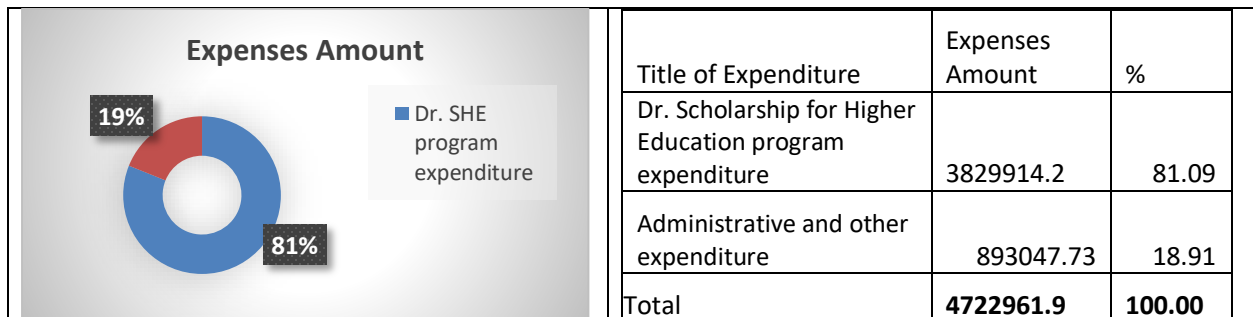 Expenses Amount
19%
81%
Dr. SHE
program
expenditure
Title of Expenditure
Expenses
Amount
%
Dr. Scholarship for Higher
Education program
expenditure
3829914.2
81.09
Administrative and other
expenditure
893047.73
18.91
Total
4722961.9
100.00